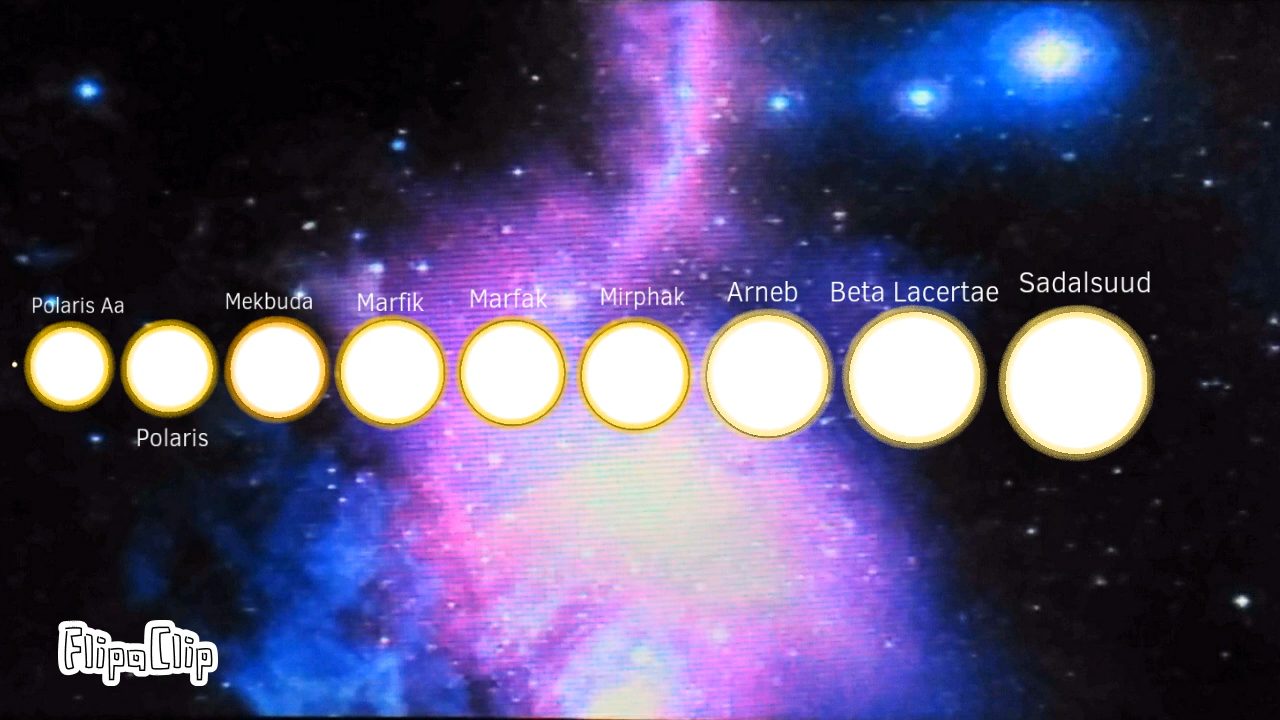 Polaris Aa
Polaris
Mekbuda
Marfik
Marfak
Mirphak
Arneb
Beta Lacertae
Sadalsuud
FlipaClip